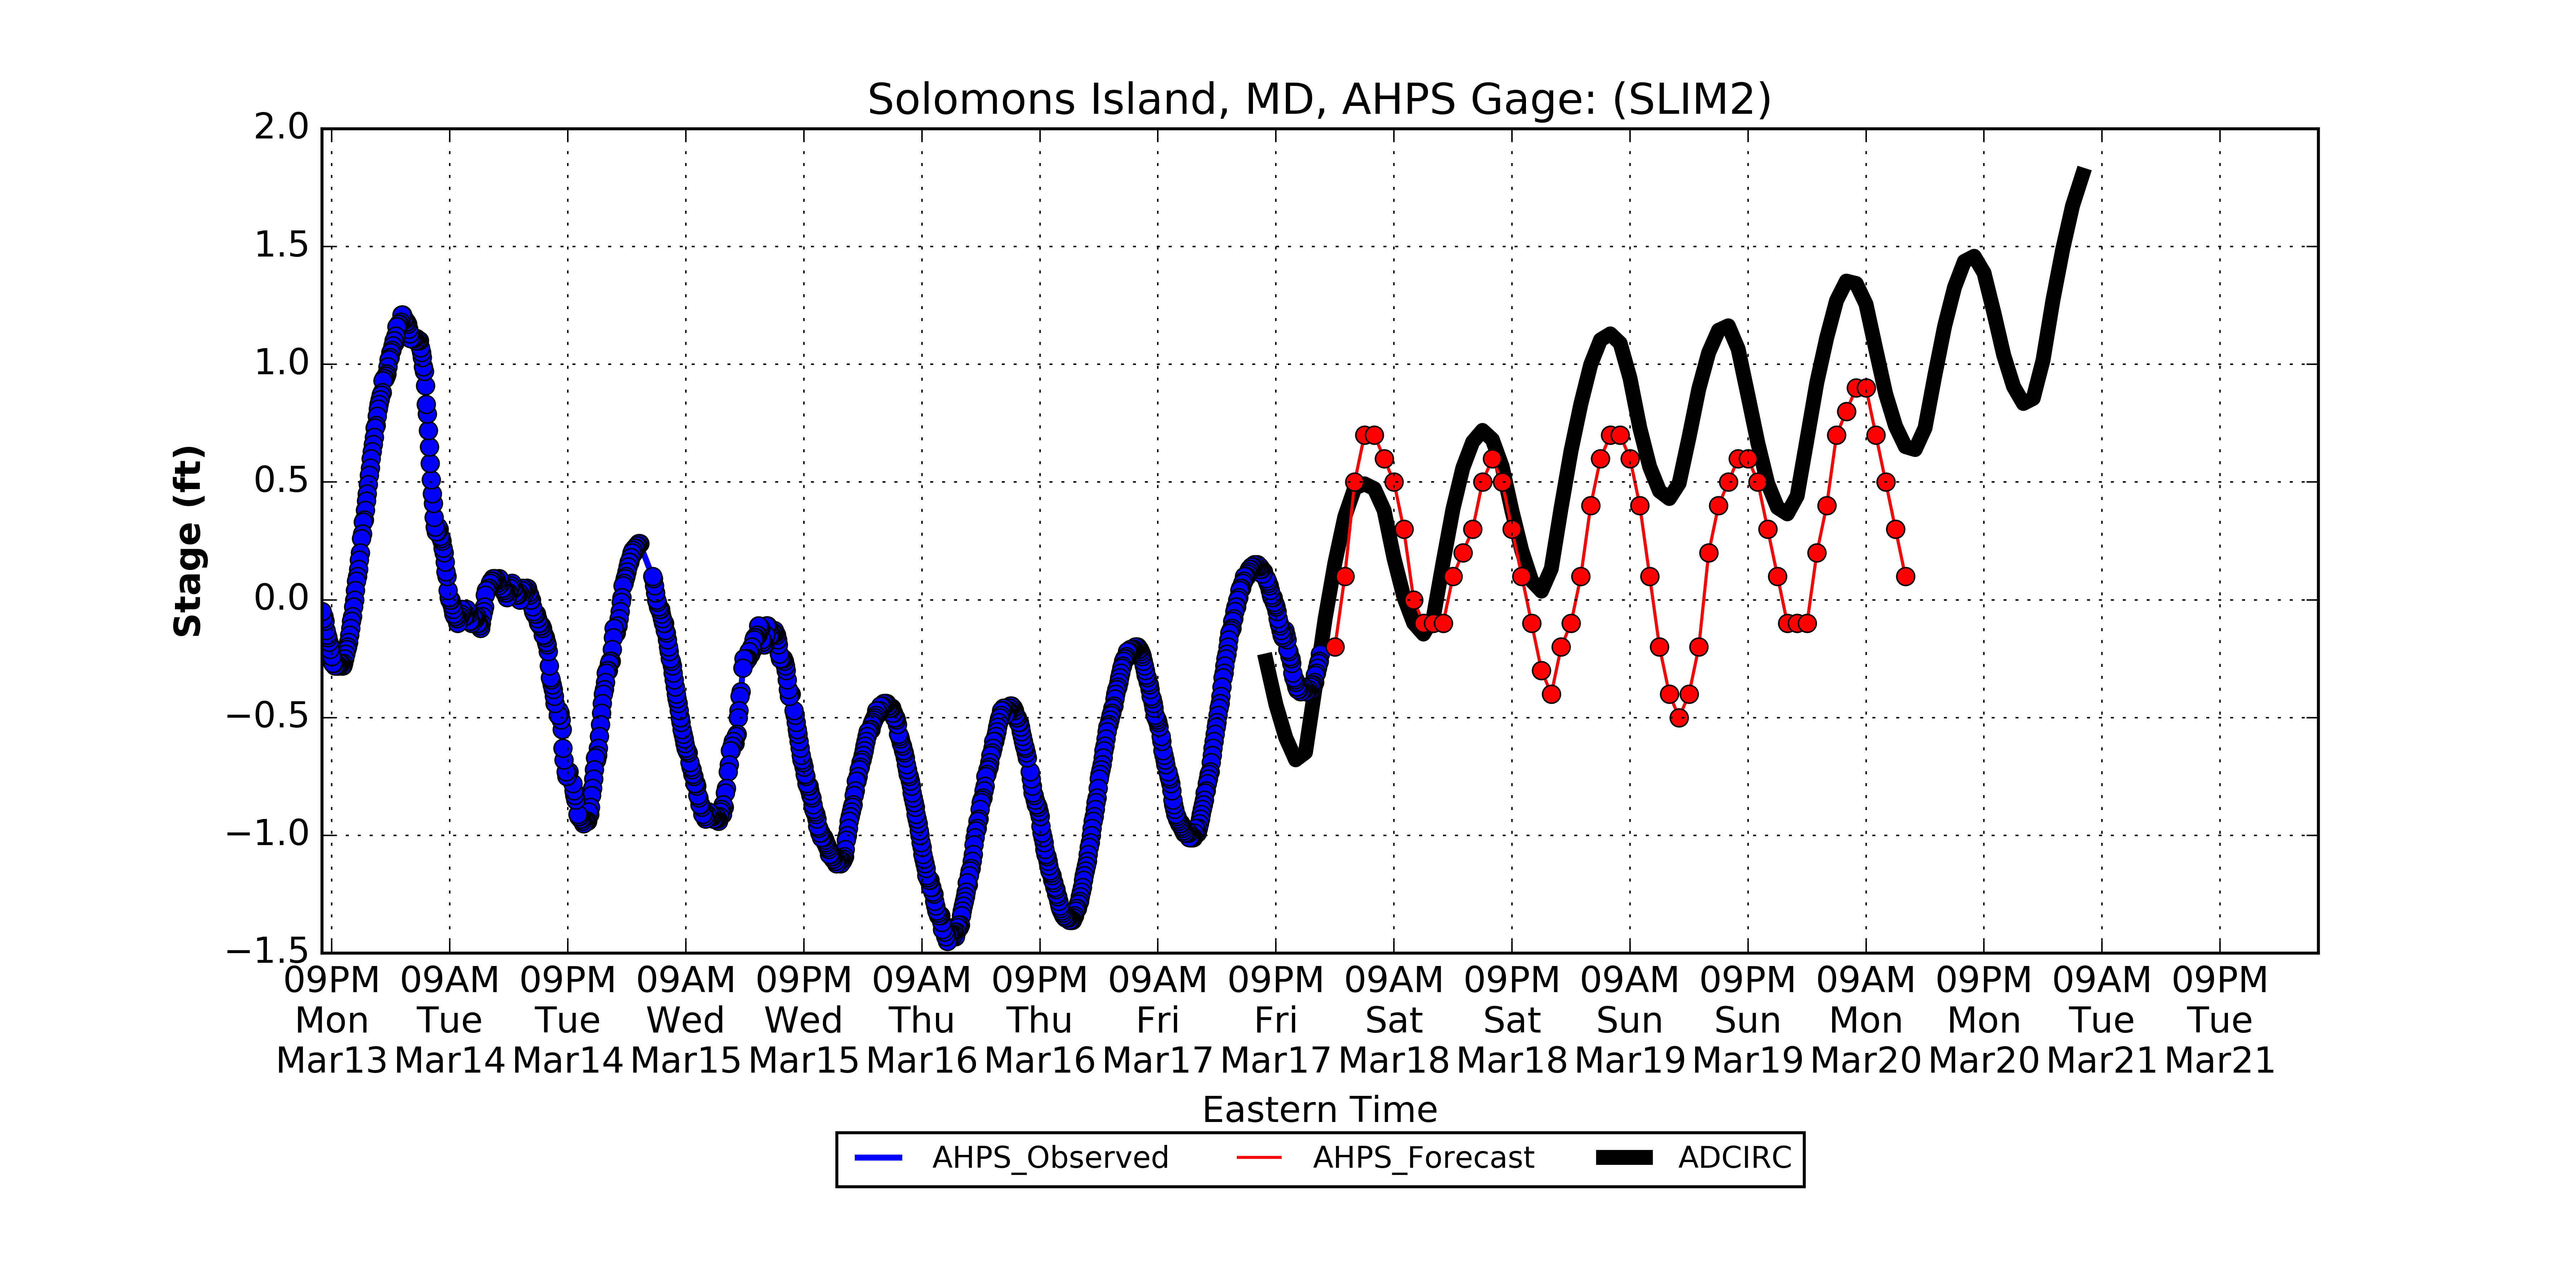 Solomons Island, MD, AHPS Gage: (SLIM2)
2.0
1.5
1.0
0.5
0.0
−0.5
−1.0
−1.5
Stage (ft)
09PM 09AM 09PM 09AM 09PM 09AM 09PM 09AM 09PM 09AM 09PM 09AM 09PM 09AM 09PM 09AM 09PM
Mon Tue Tue Wed Wed Thu Thu Fri Fri Sat Sat Sun Sun Mon Mon Tue Tue
Mar13 Mar14 Mar14 Mar15 Mar15 Mar16 Mar16 Mar17 Mar17 Mar18 Mar18 Mar19 Mar19 Mar20 Mar20 Mar21 Mar21
Eastern Time
AHPS_Observed AHPS_Forecast ADCIRC